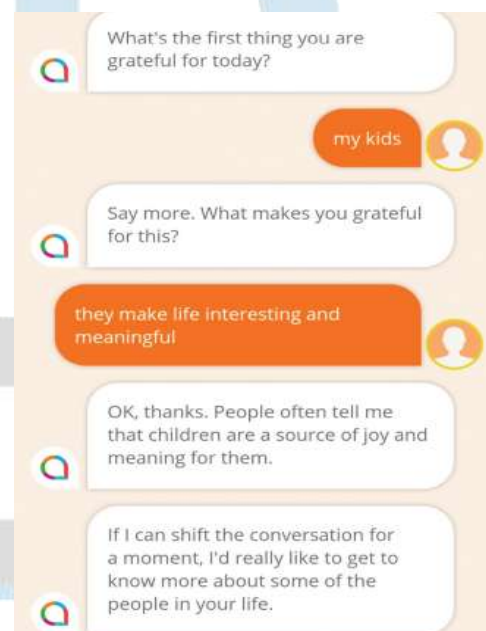 What's the first thing you are
grateful for today?
my kids
Say more. What makes you grateful
for this?
they make life interesting and
meaningful
OK, thanks. People often tell me
that children are a source of joy and
meaning for them.
If I can shift the conversation for
a moment, I'd really like to get to
know more about some of the
people in your life.